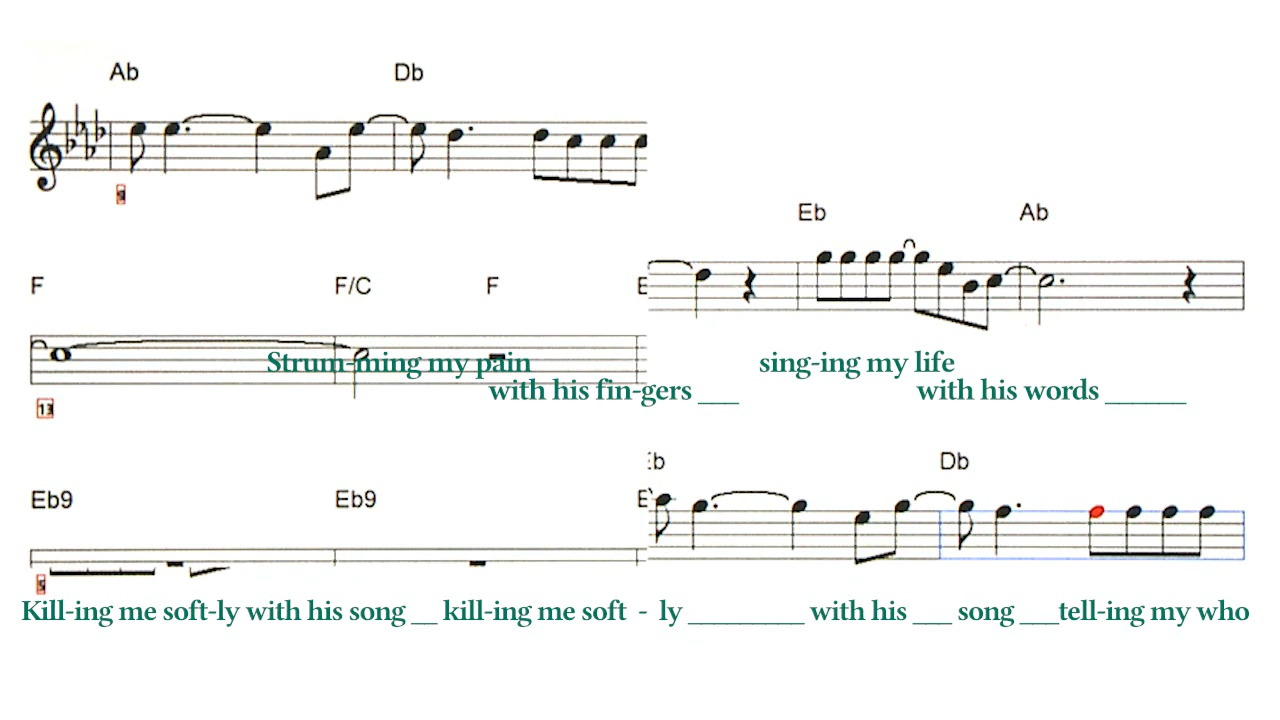 Ab Db
Eb Ab
F F/C F
Strum-ming my pain sing-ing my life
with his fin-gers ___ with his words ______
13
Db
Eb9 Eb9
Kill-ing me soft-ly with his song __ kill-ing me soft - ly _________ with his ___ song ___tell-ing my who